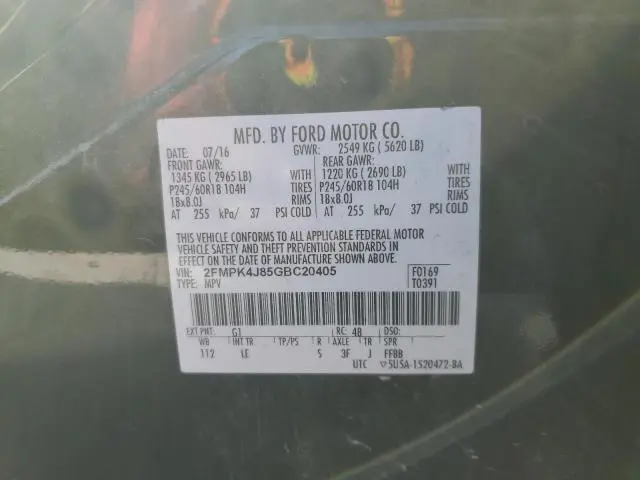 MFD. BY FORD MOTOR CO.
DATE: 07/16 GVWR: 2549 KG ( 5620 LB)
FRONT GAWR: REAR GAWR:
1345 KG ( 2965 LB) 1220 KG ( 2690 LB)
P245/60R18 104H TIRES P245/60R18 104H TIRES
18x8.0J RIMS 18x8.0J RIMS
AT 255 kPa/ 37 PSI COLD AT 255 kPa/ 37 PSI COLD
THIS VEHICLE CONFORMS TO ALL APPLICABLE FEDERAL MOTOR
VEHICLE SAFETY AND THEFT PREVENTION STANDARDS IN EFFECT
ON THE DATE OF MANUFACTURE SHOWN ABOVE.
VIN: 2FMPK4J85GBC20405 F0169
TYPE: MPV T0391
EXT PNT: G1 RC: 48 DSO:
WB INT TR TP/PS R AXLE TR SPR
112 LE S 3F J FFBB
UTC ▽5USA-1520472-BA